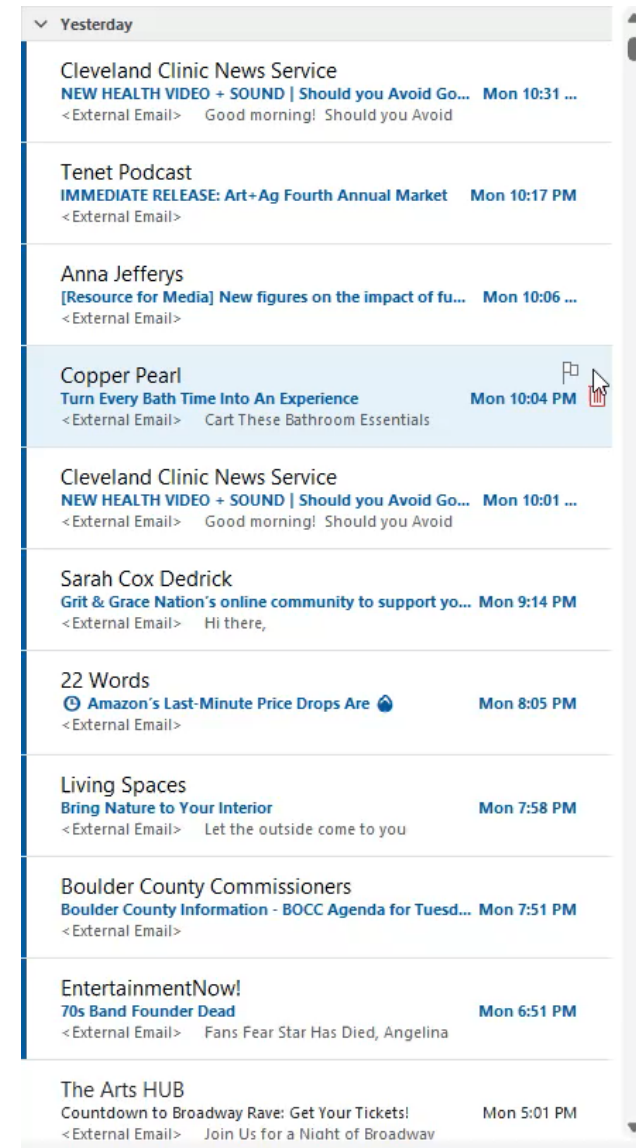 Yesterday
Cleveland Clinic News Service
NEW HEALTH VIDEO + SOUND | Should you Avoid Go... Mon 10:31 ...
<External Email> Good morning! Should you Avoid
Tenet Podcast
IMMEDIATE RELEASE: Art+Ag Fourth Annual Market Mon 10:17 PM
<External Email>
Anna Jefferys
[Resource for Media] New figures on the impact of fu... Mon 10:06 ...
<External Email>
Copper Pearl
Turn Every Bath Time Into An Experience Mon 10:04 PM
<External Email> Cart These Bathroom Essentials
Cleveland Clinic News Service
NEW HEALTH VIDEO + SOUND | Should you Avoid Go... Mon 10:01 ...
<External Email> Good morning! Should you Avoid
Sarah Cox Dedrick
Grit & Grace Nation's online community to support yo... Mon 9:14 PM
<External Email> Hi there,
22 Words
Amazon's Last-Minute Price Drops Are Mon 8:05 PM
<External Email>
Living Spaces
Bring Nature to Your Interior Mon 7:58 PM
<External Email> Let the outside come to you
Boulder County Commissioners
Boulder County Information - BOCC Agenda for Tuesd... Mon 7:51 PM
<External Email>
EntertainmentNow!
70s Band Founder Dead Mon 6:51 PM
<External Email> Fans Fear Star Has Died, Angelina
The Arts HUB
Countdown to Broadway Rave: Get Your Tickets! Mon 5:01 PM
<External Email> Join Us for a Night of Broadway